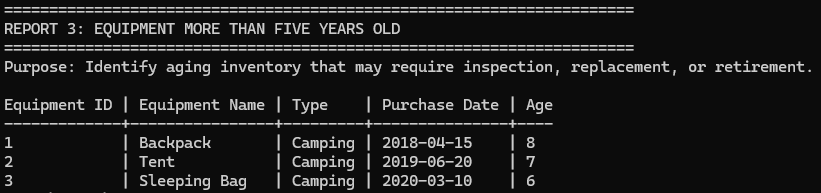 ======================================================================
REPORT 3: EQUIPMENT MORE THAN FIVE YEARS OLD
======================================================================
Purpose: Identify aging inventory that may require inspection, replacement, or retirement.
Equipment ID | Equipment Name | Type    | Purchase Date | Age
-------------+----------------+---------+---------------+----
1            | Backpack       | Camping | 2018-04-15    | 8
2            | Tent           | Camping | 2019-06-20    | 7
3            | Sleeping Bag   | Camping | 2020-03-10    | 6